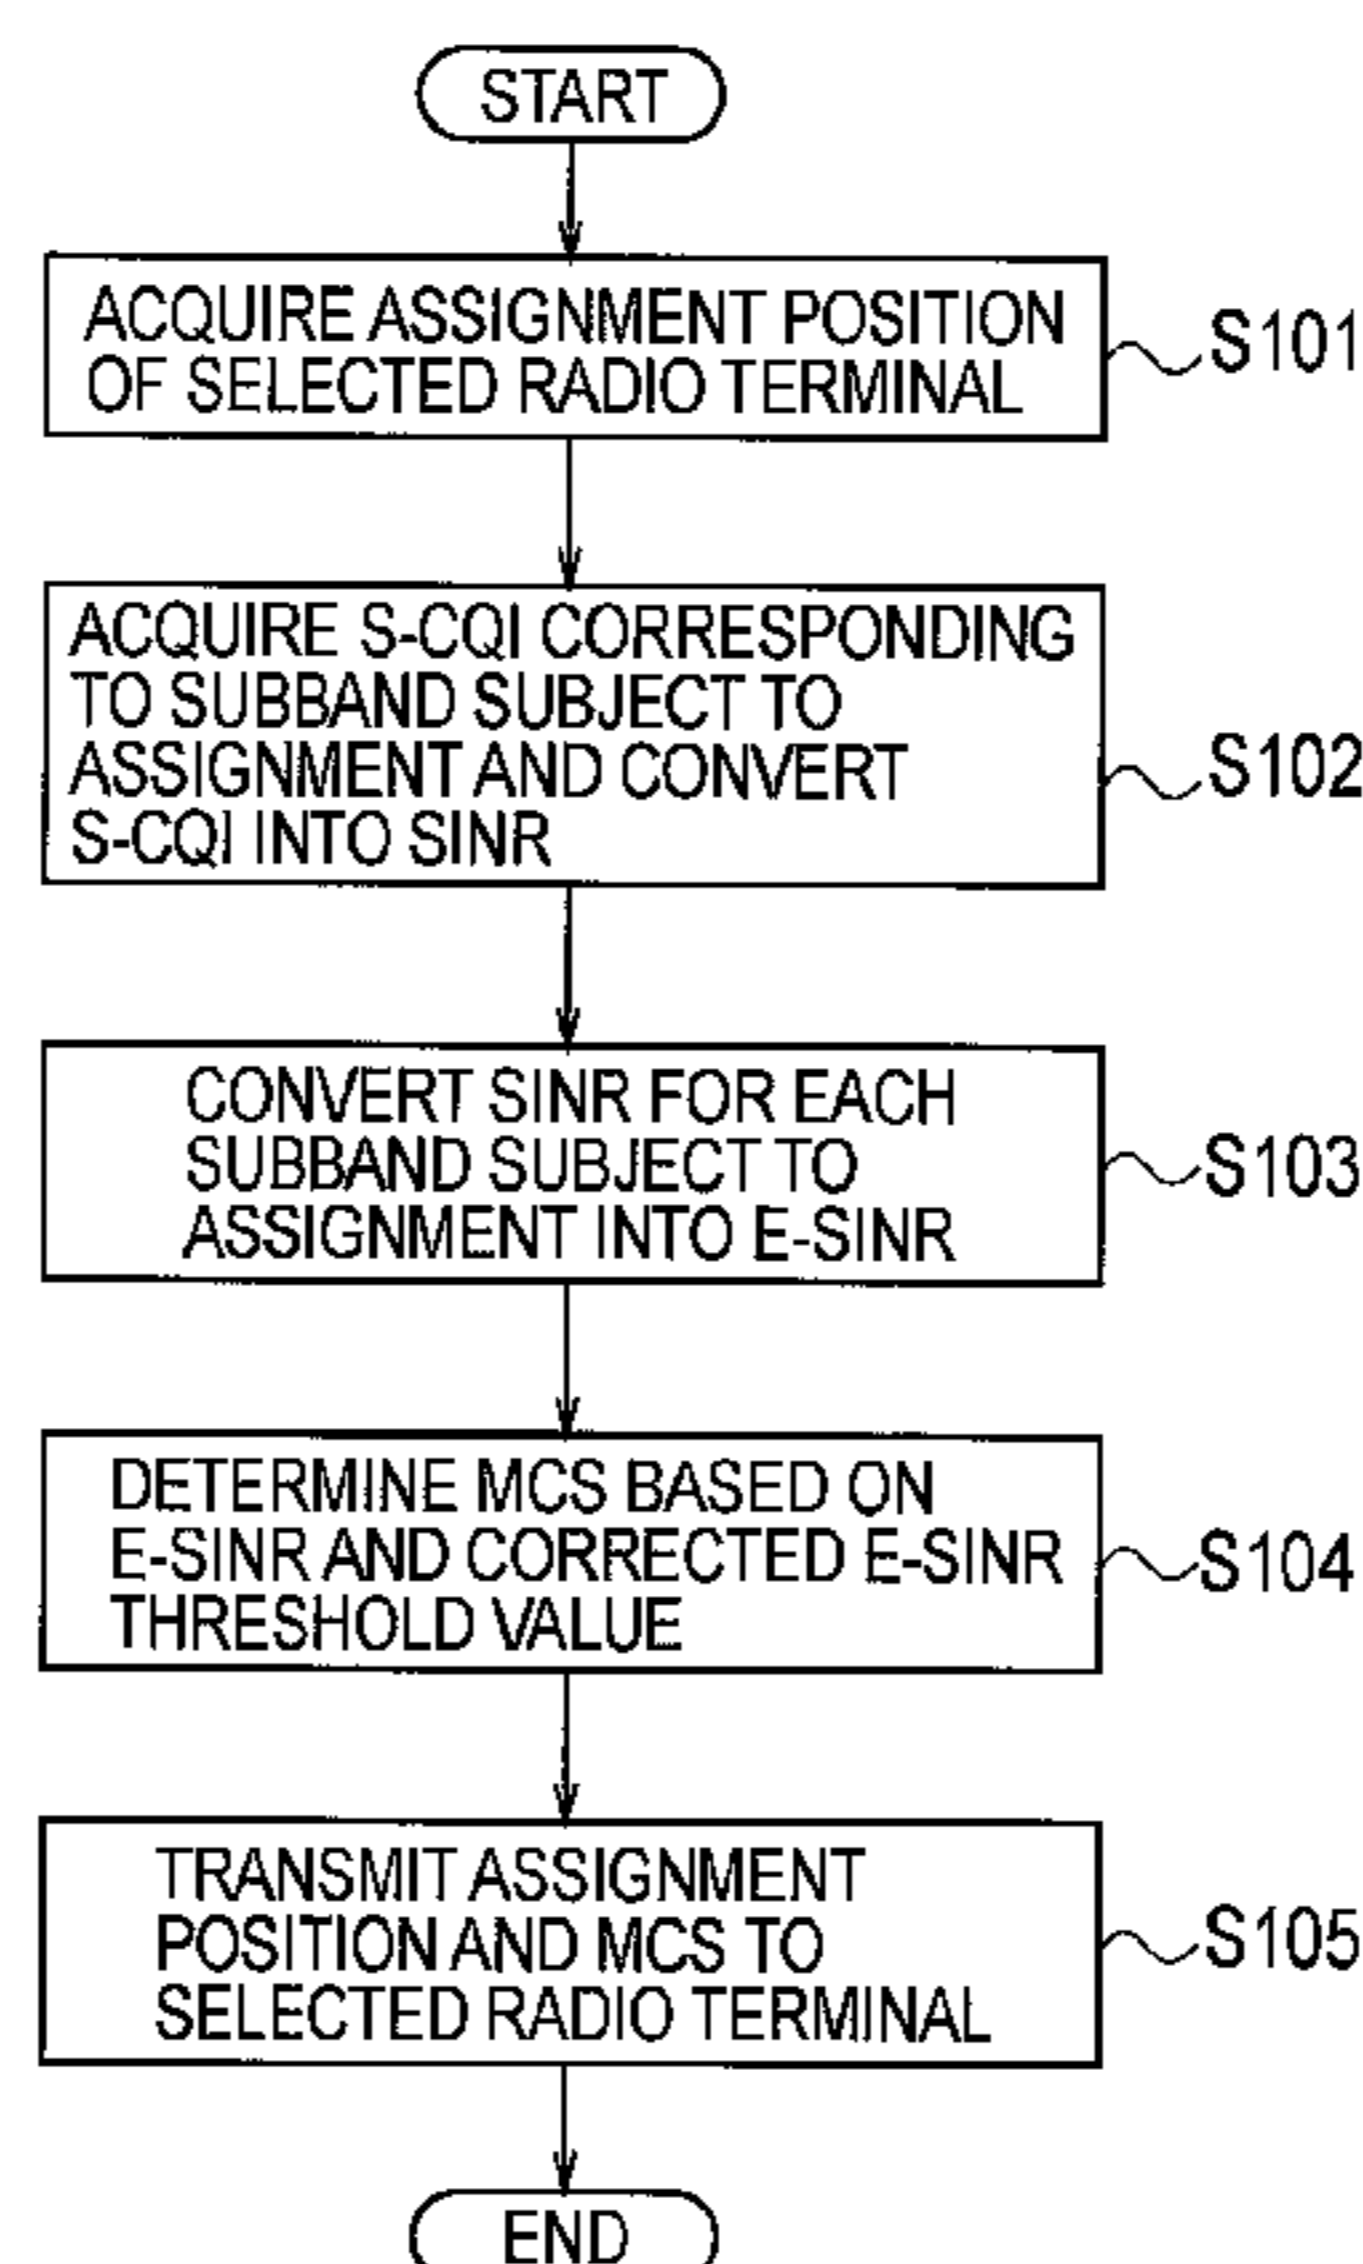 START
ACQUIRE ASSIGNMENT POSITION
OF SELECTED RADIO TERMINAL
S101
ACQUIRE S-CQI CORRESPONDING
TO SUBBAND SUBJECT TO
ASSIGNMENT AND CONVERT
S-CQI INTO SINR
S102
CONVERT SINR FOR EACH
SUBBAND SUBJECT TO
ASSIGNMENT INTO E-SINR
S103
DETERMINE MCS BASED ON
E-SINR AND CORRECTED E-SINR
THRESHOLD VALUE
S104
TRANSMIT ASSIGNMENT
POSITION AND MCS TO
SELECTED RADIO TERMINAL
S105
END